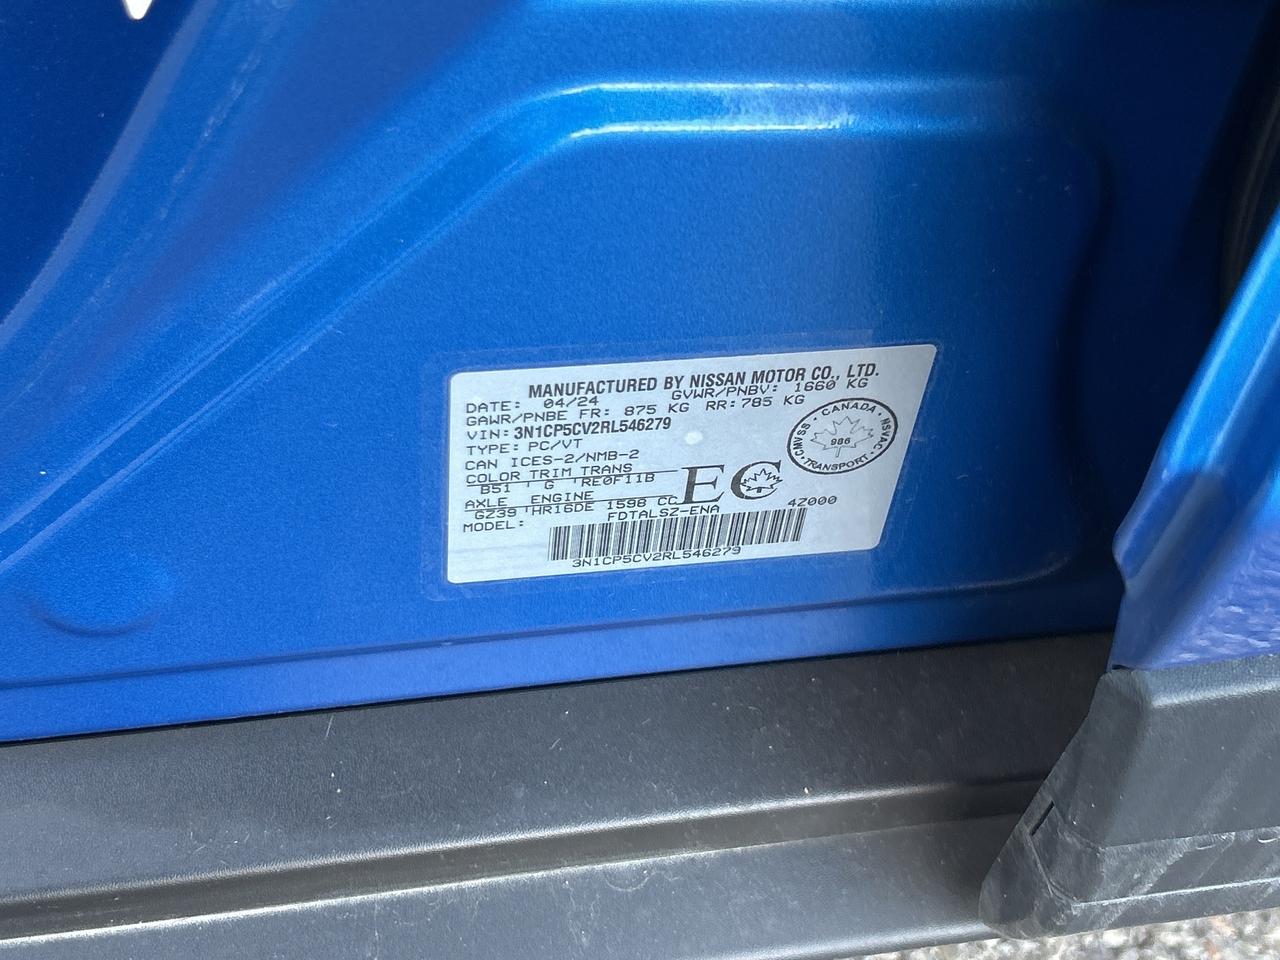 MANUFACTURED BY NISSAN MOTOR CO., LTD.
DATE: 04/24 GVWR/PNBV: 1660 KG
GAWR/PNBE FR: 875 KG RR: 785 KG
VIN: 3N1CP5CV2RL546279
TYPE: PC/VT
CAN ICES-2/NMB-2
COLOR TRIM TRANS
B51 G RE0F11B
AXLE ENGINE
GZ39 HR16DE 1598 CC
MODEL: FDTALSZ-ENA
EC
4Z000
3N1CP5CV2RL546279
CANADA
CMVSS NSVAC
986
TRANSPORT